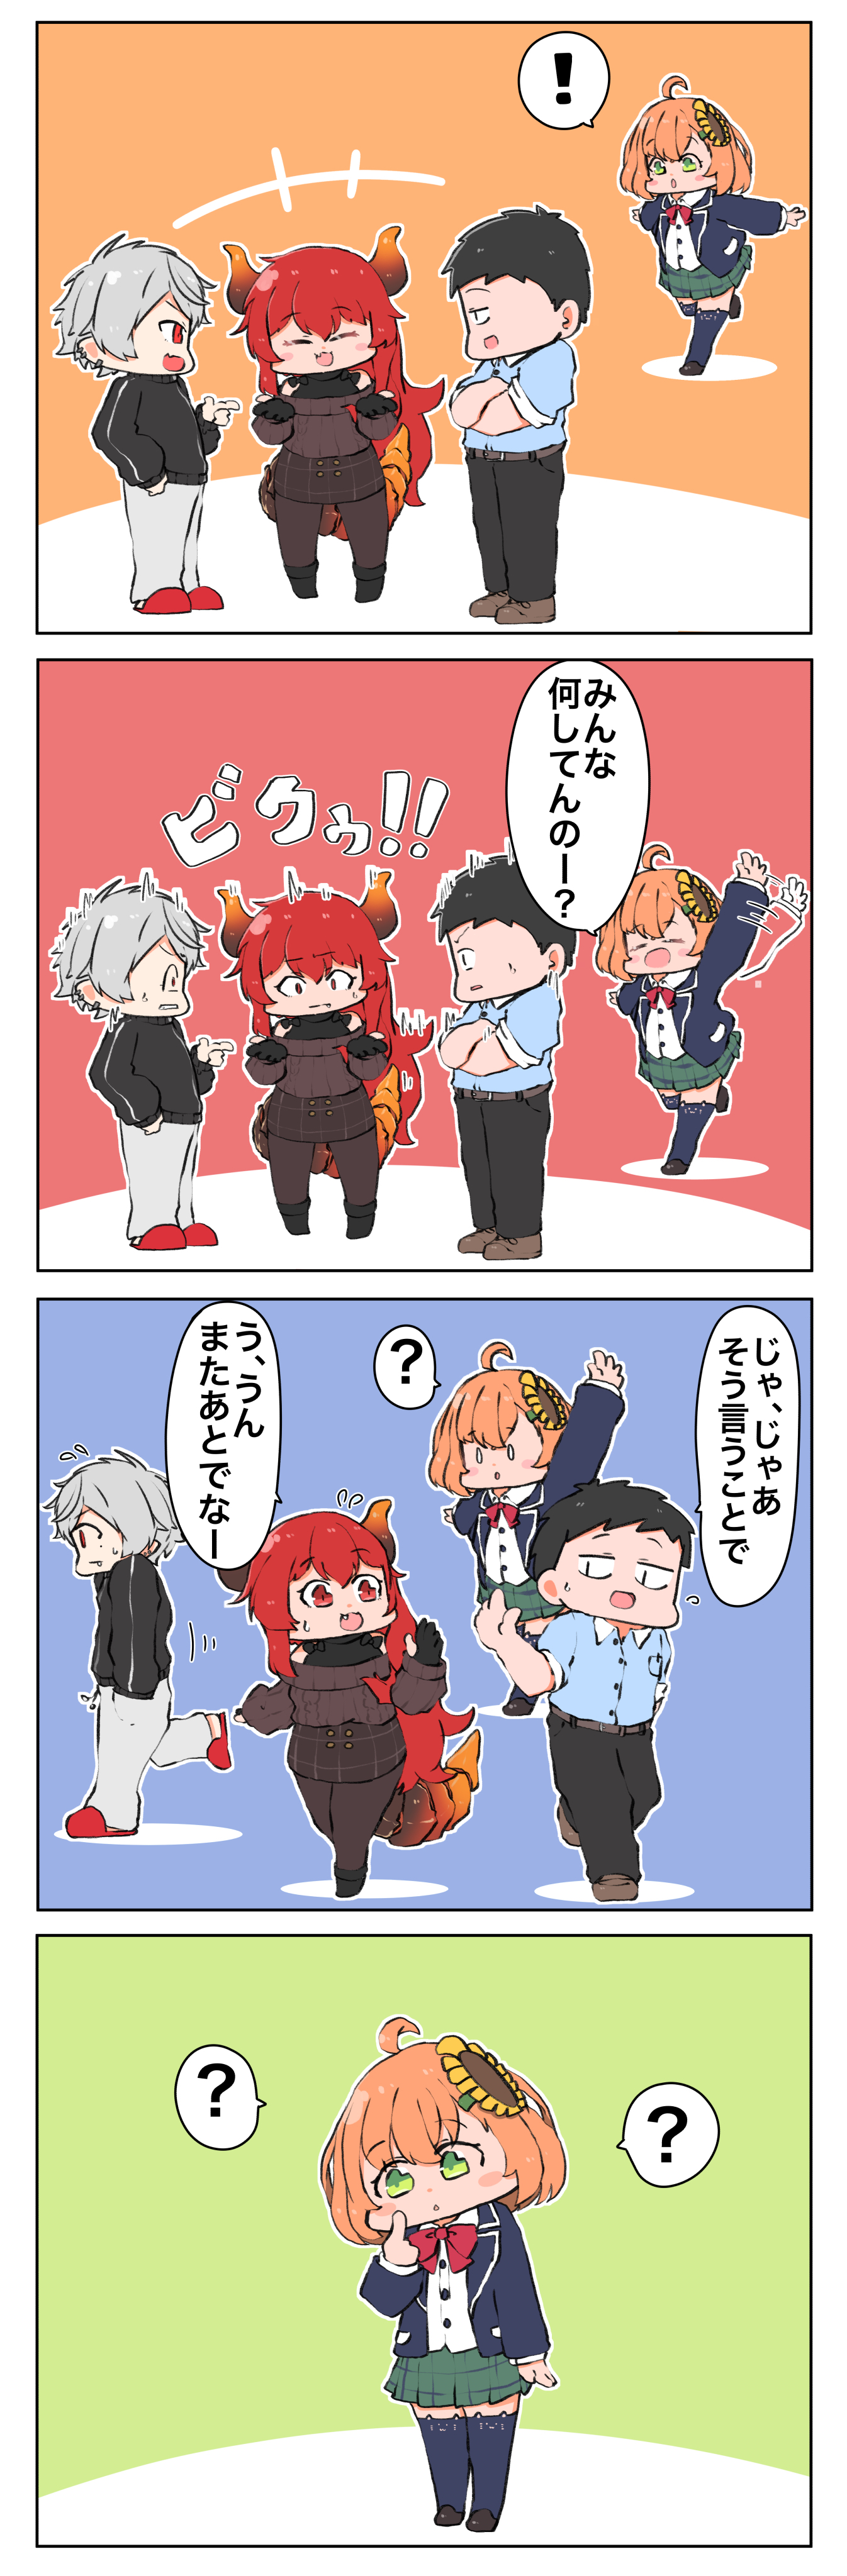 ！
みんな
何してんのー？
ビクゥ!!
じゃ、じゃあ
そう言うことで
？
う、うん
またあとでなー
？
？